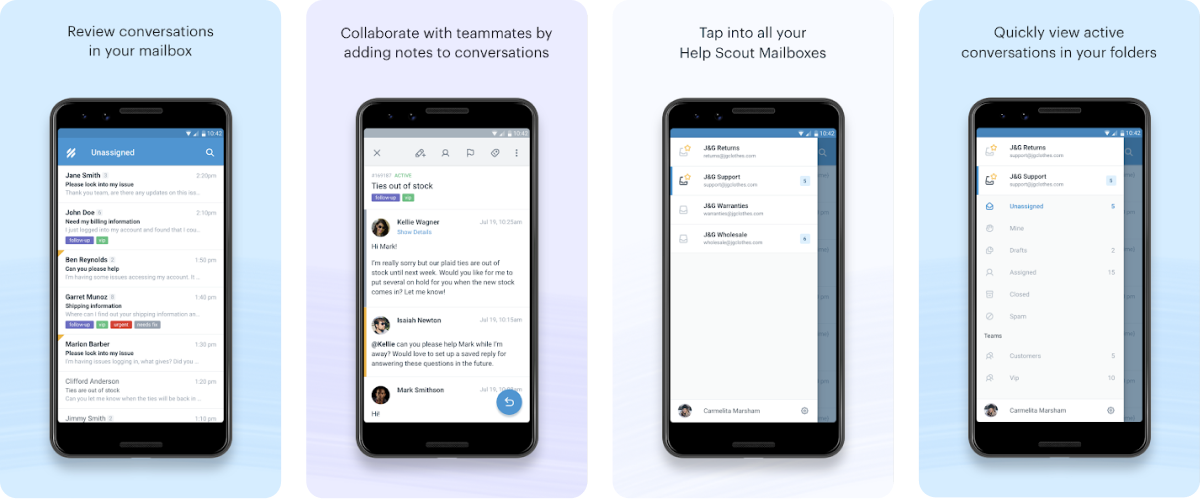 Review conversations
in your mailbox
10:42
Unassigned
Jane Smith 2:20pm
Please look into my issue
Thank you team, are there any updates on this iss...
John Doe 2:10pm
Need my billing information
I just logged into my account and found that I cou...
follow-up vip
Ben Reynolds 1:50 pm
Can you please help
I'm having some issues accessing my account. It ...
Garret Munoz 1:40 pm
Shipping information
Where can I find out your shipping information as...
follow-up vip urgent needs fix
Marion Barber 1:30 pm
Please look into my issue
I'm having issues logging in, what gives? Did you ...
Clifford Anderson 1:20 pm
Ties are out of stock
Can you let me know when the ties will be back in ...
Jimmy Smith 1:10 pm
Collaborate with teammates by
adding notes to conversations
10:42
ACTIVE
Ties out of stock
follow-up vip
Kellie Wagner Jul 19, 10:25am
Show Details
Hi Mark!
I'm really sorry but our plaid ties are out of
stock until next week. Would you like for me to
put several on hold for you when the new stock
comes in? Let me know!
Isaiah Newton Jul 19, 10:15am
@Kellie can you please help Mark while I'm
away? Would love to set up a saved reply for
answering these questions in the future.
Mark Smithson Jul 19,
Hi!
Tap into all your
Help Scout Mailboxes
10:42
J&G Returns
returns@jgclothes.com
J&G Support 5
support@jgclothes.com
J&G Warranties
warranties@jgclothes.com
J&G Wholesale 6
wholesale@jgclothes.com
Carmelita Marsham
Quickly view active
conversations in your folders
10:42
J&G Returns
returns@jgclothes.com
J&G Support 5
support@jgclothes.com
Unassigned 5
Mine
Drafts 2
Assigned 15
Closed
Spam
Teams
Customers 5
Vip 10
Carmelita Marsham